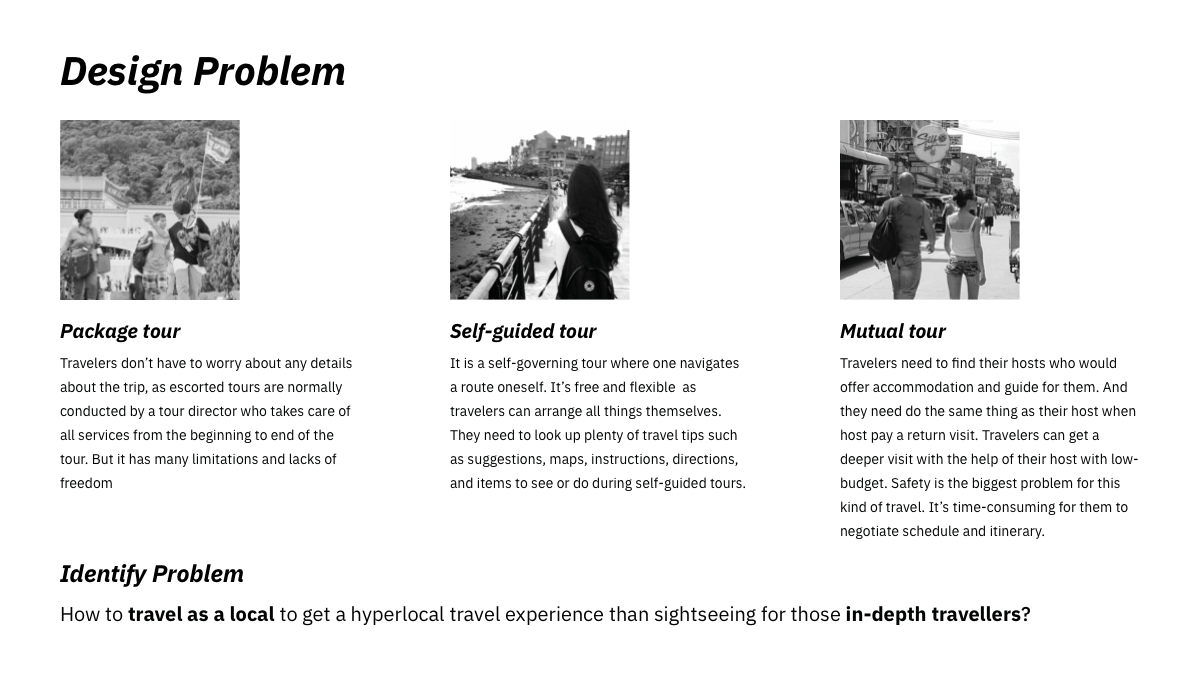 Design Problem
Package tour
Travelers don’t have to worry about any details
about the trip, as escorted tours are normally
conducted by a tour director who takes care of
all services from the beginning to end of the
tour. But it has many limitations and lacks of
freedom
Self-guided tour
It is a self-governing tour where one navigates
a route oneself. It’s free and flexible  as
travelers can arrange all things themselves.
They need to look up plenty of travel tips such
as suggestions, maps, instructions, directions,
and items to see or do during self-guided tours.
Mutual tour
Travelers need to find their hosts who would
offer accommodation and guide for them. And
they need do the same thing as their host when
host pay a return visit. Travelers can get a
deeper visit with the help of their host with low-
budget. Safety is the biggest problem for this
kind of travel. It’s time-consuming for them to
negotiate schedule and itinerary.
Identify Problem
How to travel as a local to get a hyperlocal travel experience than sightseeing for those in-depth travellers?